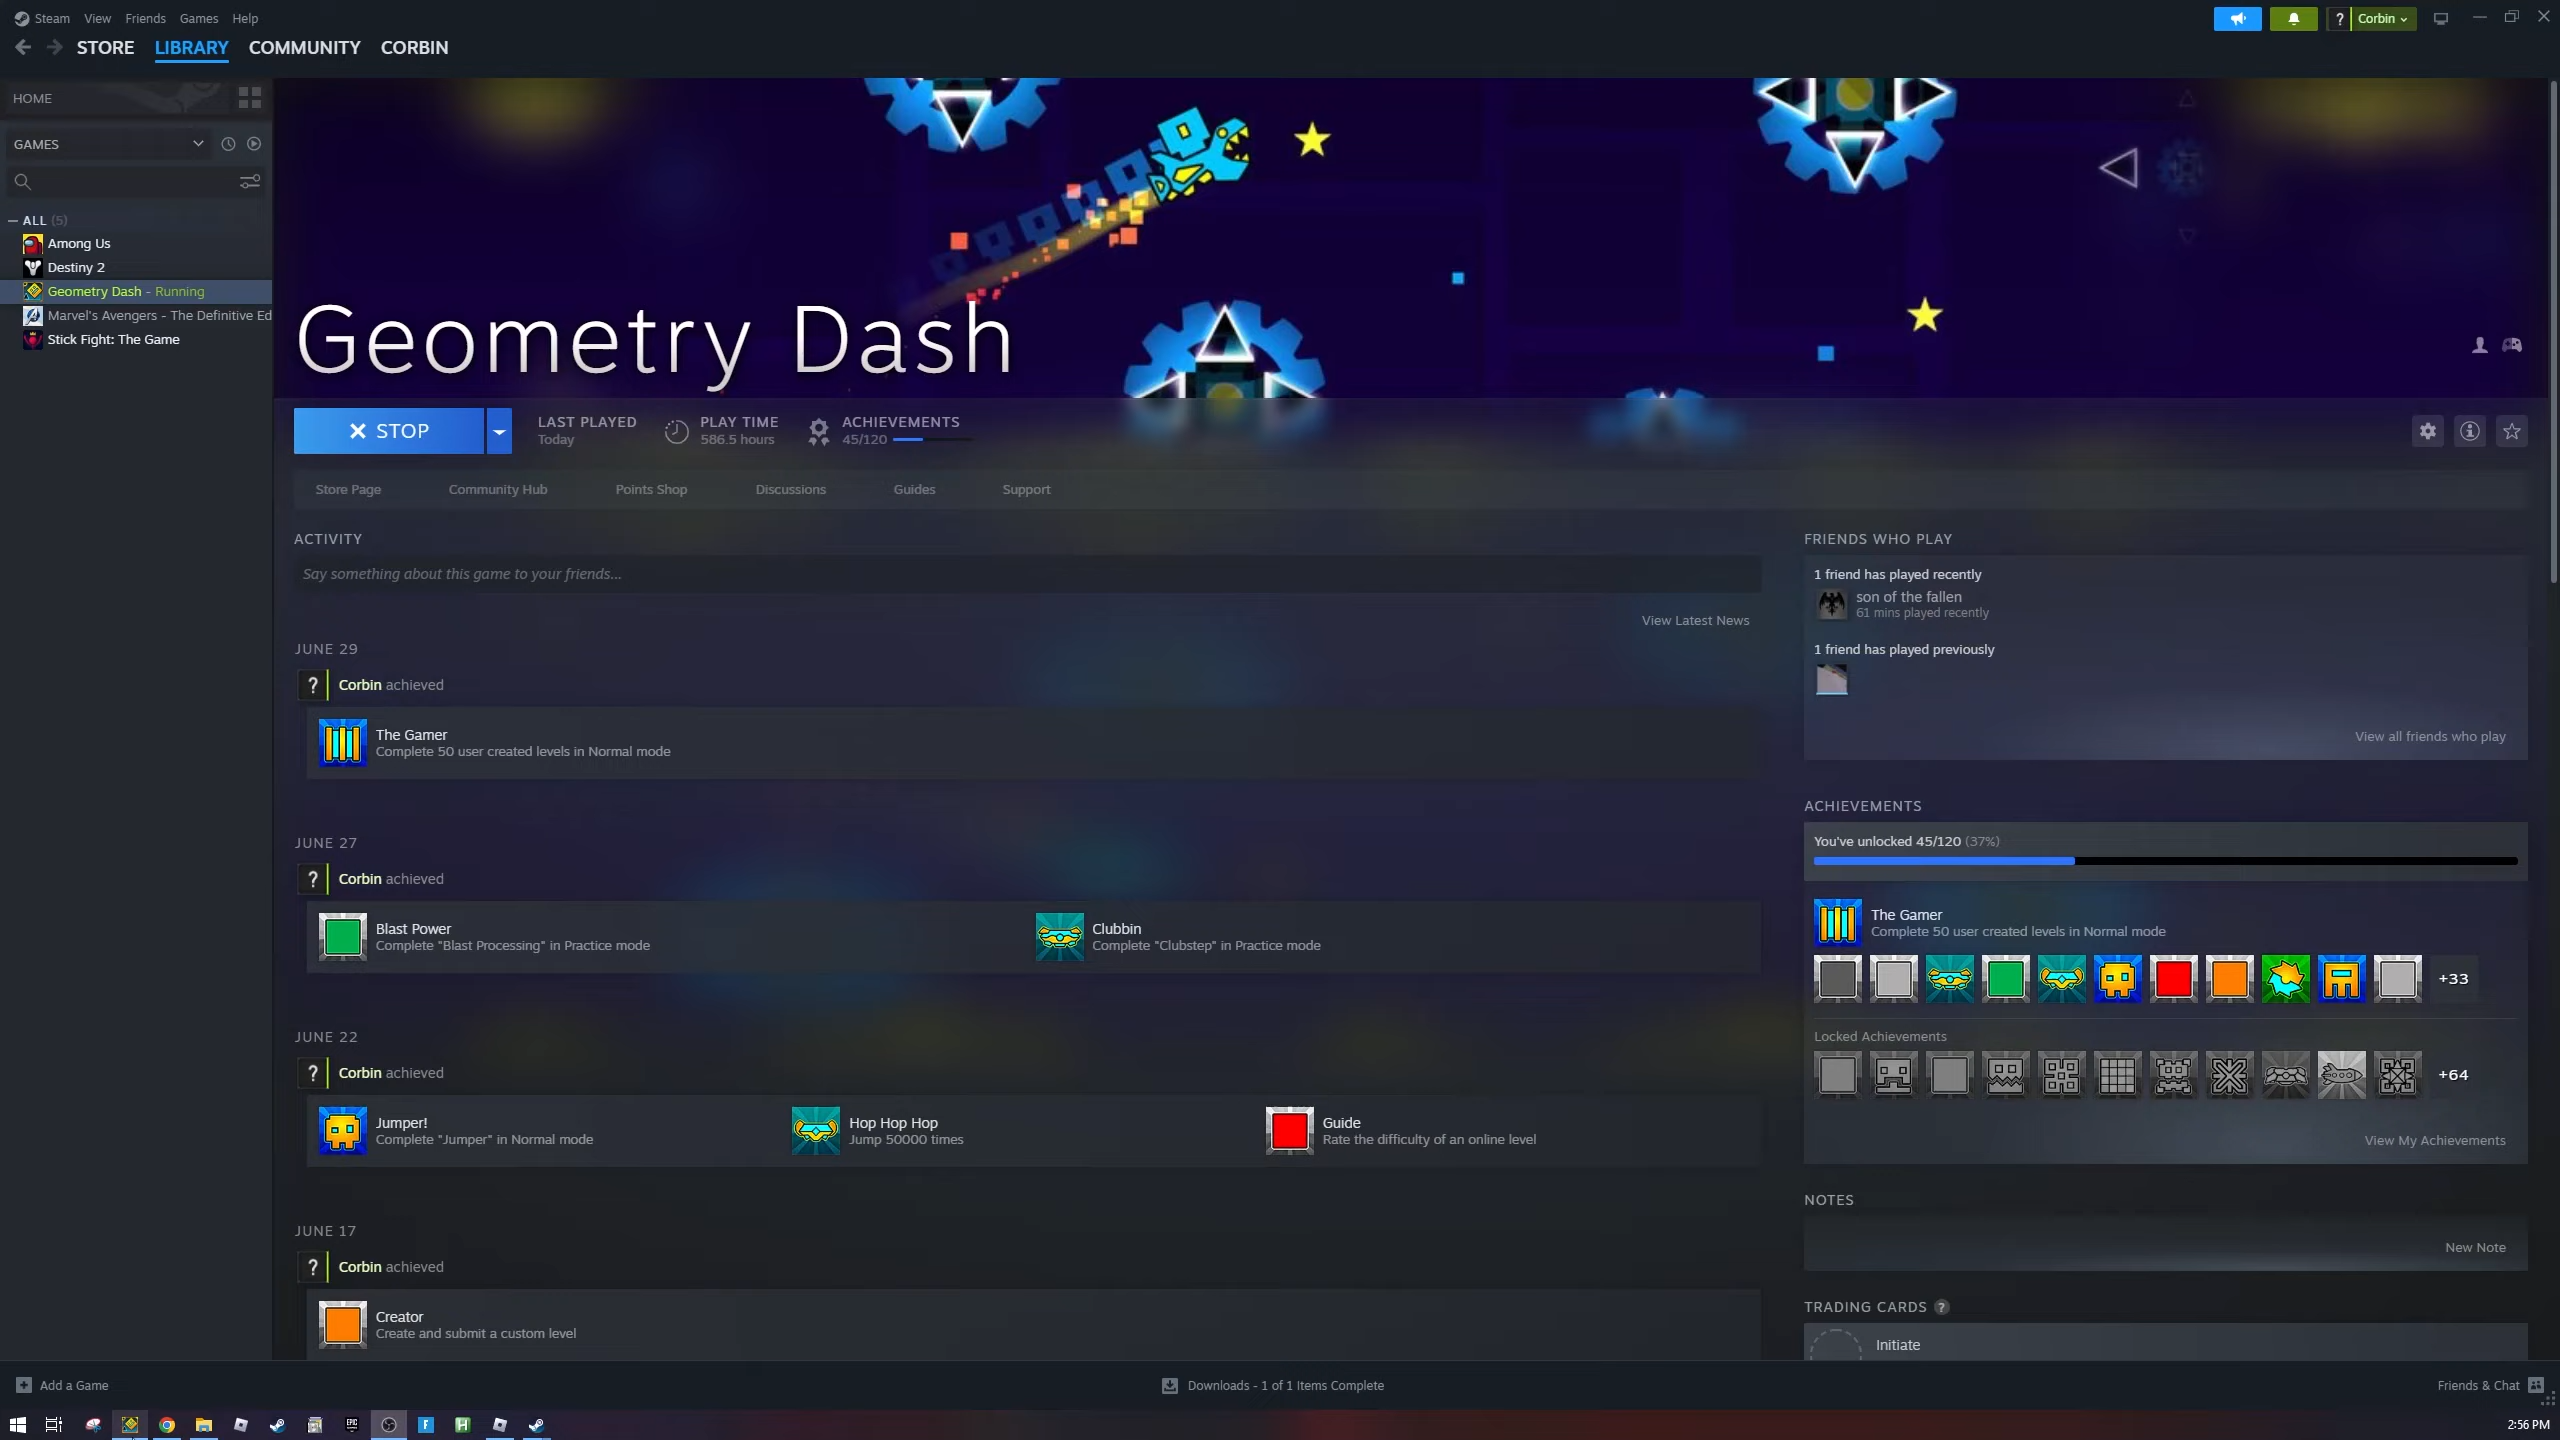 Steam View Friends Games Help
? Corbin
STORE LIBRARY COMMUNITY CORBIN
HOME
GAMES
ALL (5)
Among Us
Destiny 2
Geometry Dash - Running
Marvel's Avengers - The Definitive Ed
Stick Fight: The Game
Geometry Dash
STOP
LAST PLAYED
Today
PLAY TIME
586.5 hours
ACHIEVEMENTS
45/120
Store Page Community Hub Points Shop Discussions Guides Support
ACTIVITY
Say something about this game to your friends...
View Latest News
JUNE 29
? Corbin achieved
The Gamer
Complete 50 user created levels in Normal mode
JUNE 27
? Corbin achieved
Blast Power
Complete "Blast Processing" in Practice mode
Clubbin
Complete "Clubstep" in Practice mode
JUNE 22
? Corbin achieved
Jumper!
Complete "Jumper" in Normal mode
Hop Hop Hop
Jump 50000 times
Guide
Rate the difficulty of an online level
JUNE 17
? Corbin achieved
Creator
Create and submit a custom level
FRIENDS WHO PLAY
1 friend has played recently
son of the fallen
61 mins played recently
1 friend has played previously
View all friends who play
ACHIEVEMENTS
You've unlocked 45/120 (37%)
The Gamer
Complete 50 user created levels in Normal mode
+33
Locked Achievements
+64
View My Achievements
NOTES
New Note
TRADING CARDS ?
Initiate
Add a Game
Downloads - 1 of 1 Items Complete
Friends & Chat
EPIC
F
H
2:56 PM